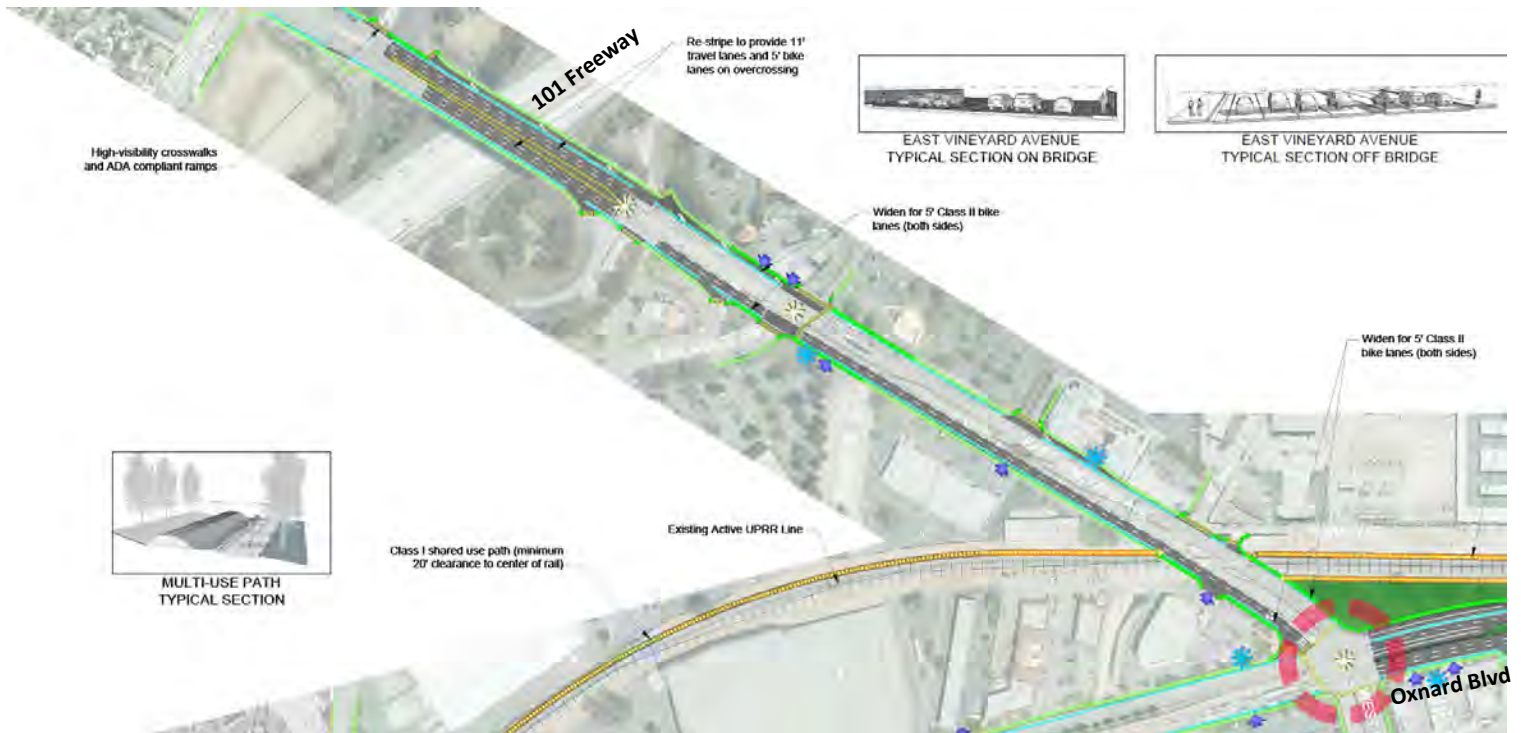 101 Freeway
Re-stripe to provide 11'
travel lanes and 5' bike
lanes on overcrossing
EAST VINEYARD AVENUE
TYPICAL SECTION ON BRIDGE
EAST VINEYARD AVENUE
TYPICAL SECTION OFF BRIDGE
High-visibility crosswalks
and ADA compliant ramps
Widen for 5' Class II bike
lanes (both sides)
Widen for 5' Class II
bike lanes (both sides)
MULTI-USE PATH
TYPICAL SECTION
Class I shared use path (minimum
20' clearance to center of rail)
Existing Active UPRR Line
Oxnard Blvd